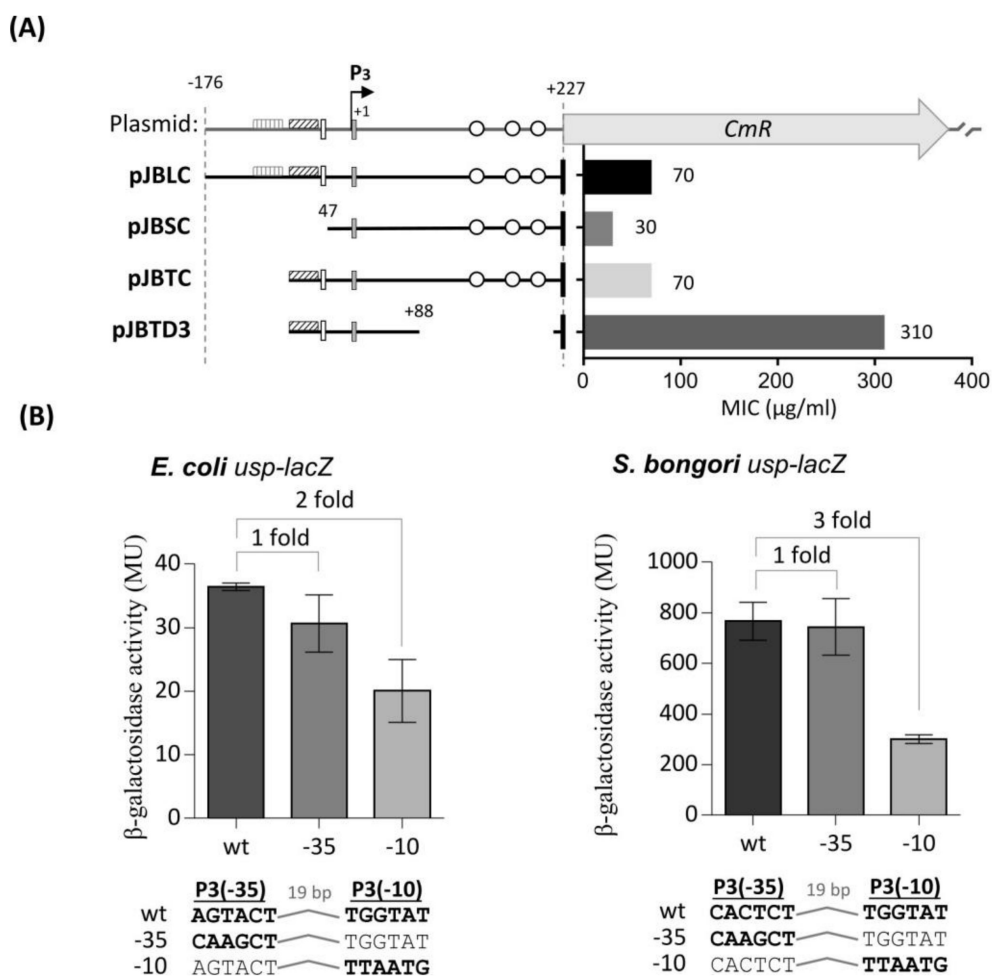 (A)
P3
-176
+1
+227
Plasmid:
CmR
pJBLC
70
pJBSC
47
30
pJBTC
70
pJBTD3
+88
310
0
100
200
300
400
MIC (µg/ml)
(B)
E. coli usp-lacZ
2 fold
1 fold
β-galactosidase activity (MU)
40
30
20
10
0
wt
-35
-10
P3(-35) 19 bp P3(-10)
wt AGTACT TGGTAT
-35 CAAGCT TGGTAT
-10 AGTACT TTAATG
S. bongori usp-lacZ
3 fold
1 fold
β-galactosidase activity (MU)
1000
800
600
400
200
0
wt
-35
-10
P3(-35) 19 bp P3(-10)
wt CACTCT TGGTAT
-35 CAAGCT TGGTAT
-10 CACTCT TTAATG